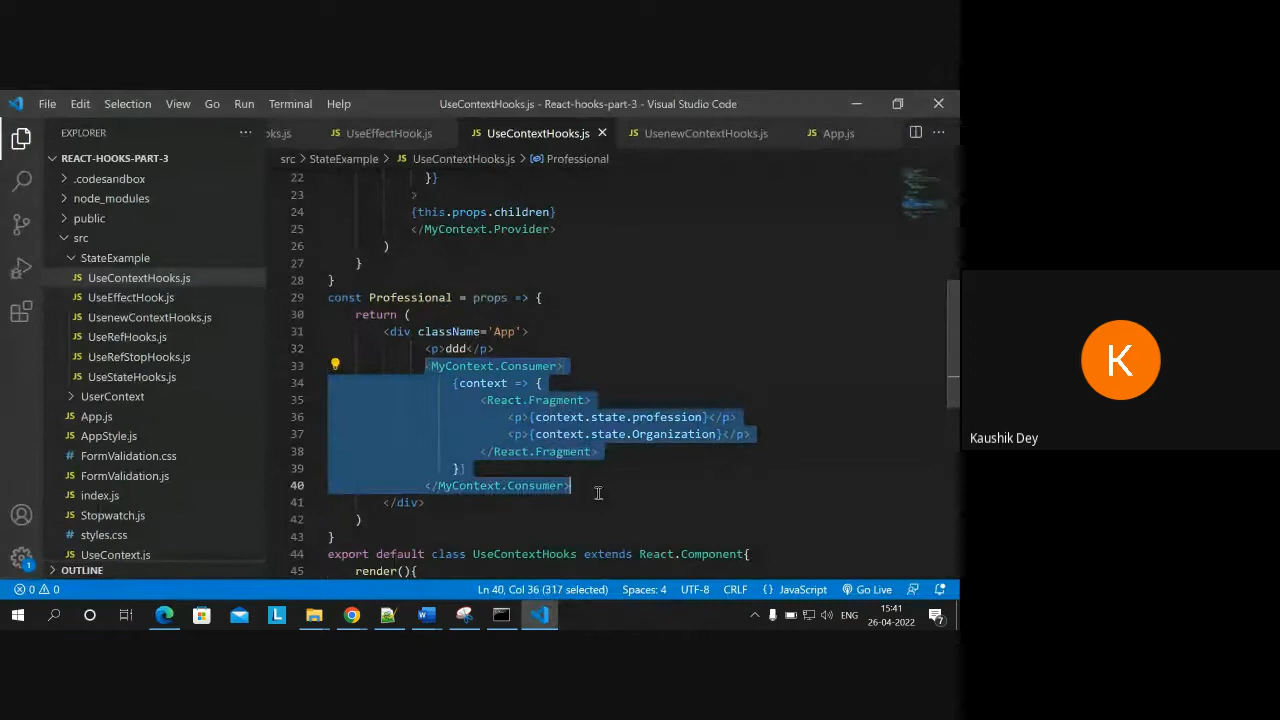 File Edit Selection View Go Run Terminal Help UseContextHooks.js - React-hooks-part-3 - Visual Studio Code
EXPLORER
REACT-HOOKS-PART-3
.codesandbox
node_modules
public
src
StateExample
UseContextHooks.js
UseEffectHook.js
UsenewContextHooks.js
UseRefHooks.js
UseRefStopHooks.js
UseStateHooks.js
UserContext
App.js
AppStyle.js
FormValidation.css
FormValidation.js
index.js
Stopwatch.js
styles.css
UseContext.js
OUTLINE
oks.js UseEffectHook.js UseContextHooks.js UsenewContextHooks.js App.js
src > StateExample > UseContextHooks.js > Professional
22 }}
23 >
24 {this.props.children}
25 </MyContext.Provider>
26 )
27 }
28 }
29 const Professional = props => {
30 return (
31 <div className='App'>
32 <p>ddd</p>
33 <MyContext.Consumer>
34 {context => {
35 <React.Fragment>
36 <p>{context.state.profession}</p>
37 <p>{context.state.Organization}</p>
38 </React.Fragment>
39 }}
40 </MyContext.Consumer>
41 </div>
42 )
43 }
44 export default class UseContextHooks extends React.Component{
45 render(){
0 0 Ln 40, Col 36 (317 selected) Spaces: 4 UTF-8 CRLF {} JavaScript Go Live
ENG 15:41
26-04-2022
K
Kaushik Dey